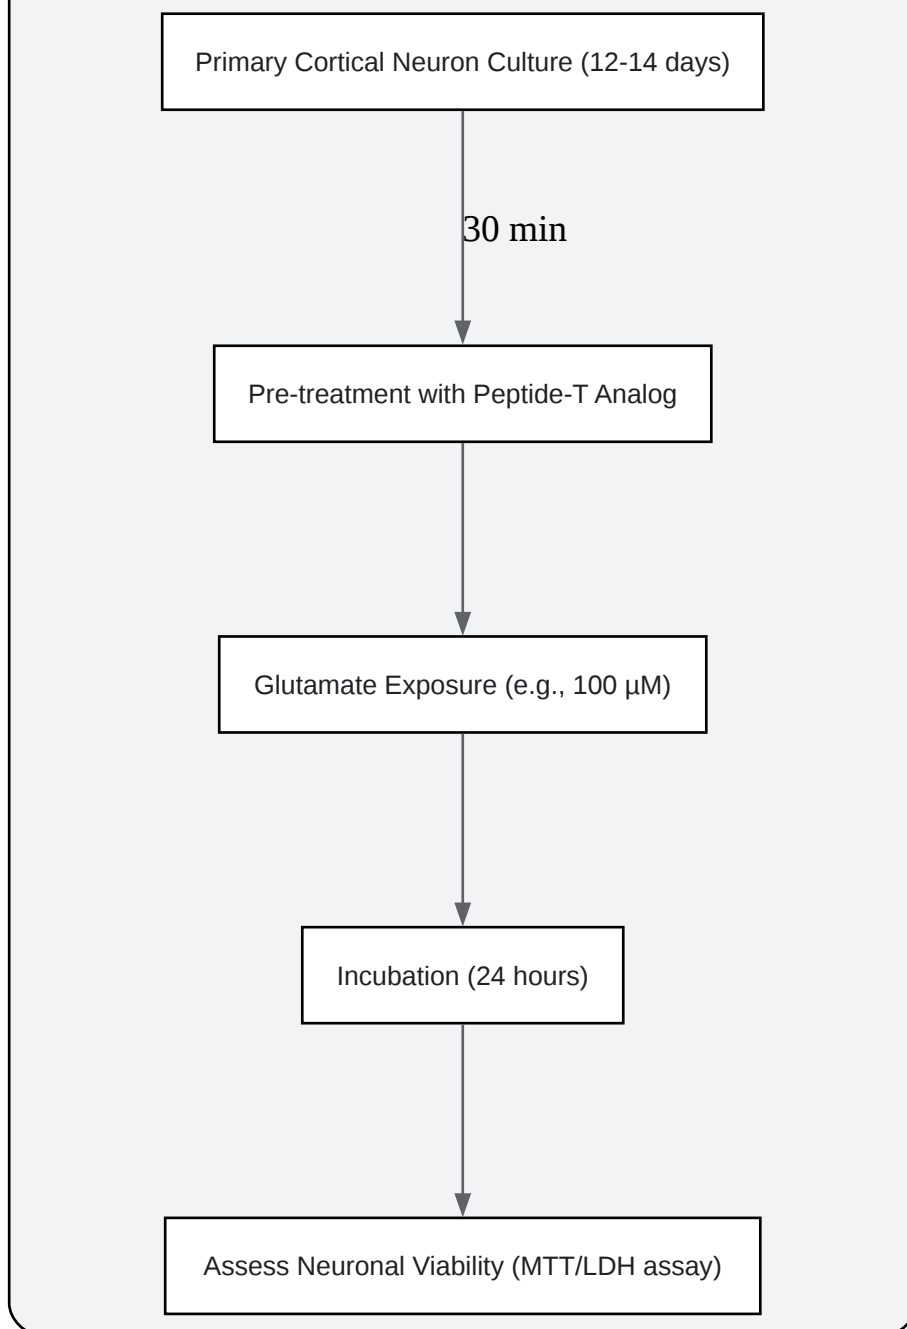 Primary Cortical Neuron Culture (12-14 days)
30 min
Pre-treatment with Peptide-T Analog
Glutamate Exposure (e.g., 100 µM)
Incubation (24 hours)
Assess Neuronal Viability (MTT/LDH assay)